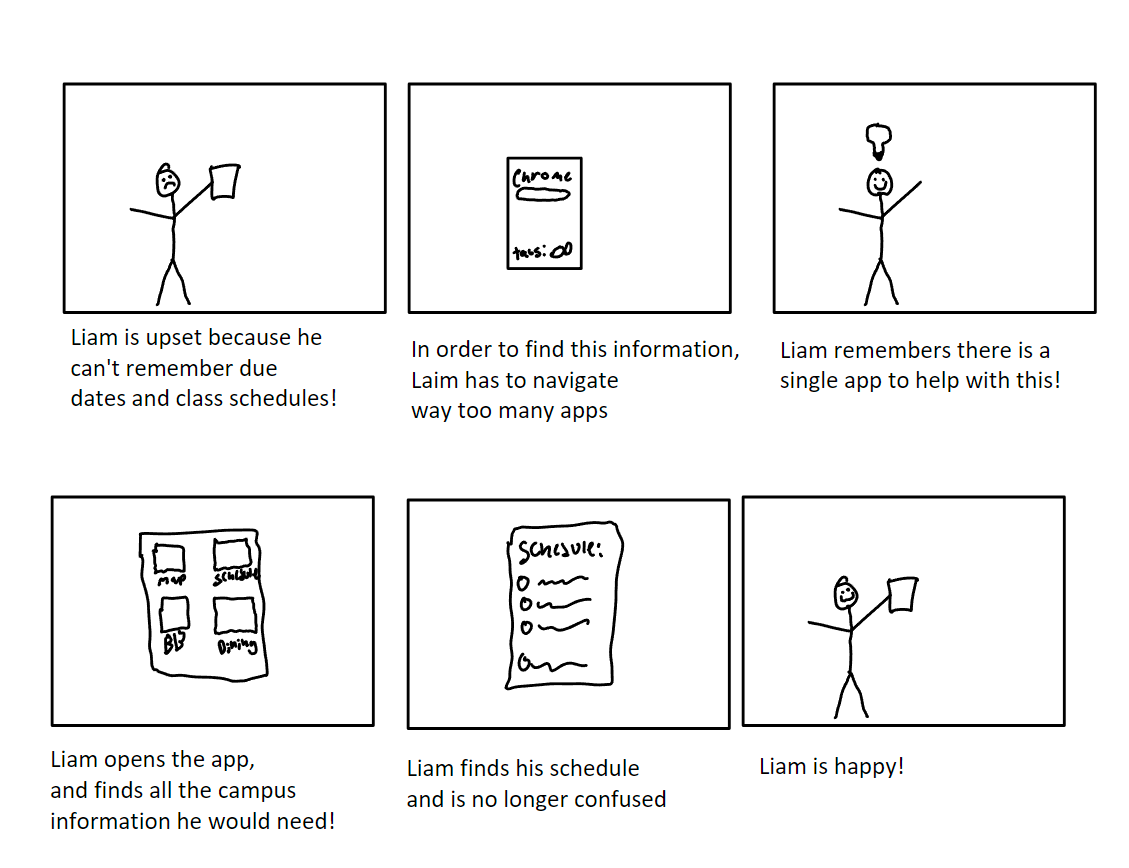 Chrome
tabs: 00
Liam is upset because he
can't remember due
dates and class schedules!
In order to find this information,
Laim has to navigate
way too many apps
Liam remembers there is a
single app to help with this!
Map
Schedule
BB
Dining
Schedule:
Liam opens the app,
and finds all the campus
information he would need!
Liam finds his schedule
and is no longer confused
Liam is happy!